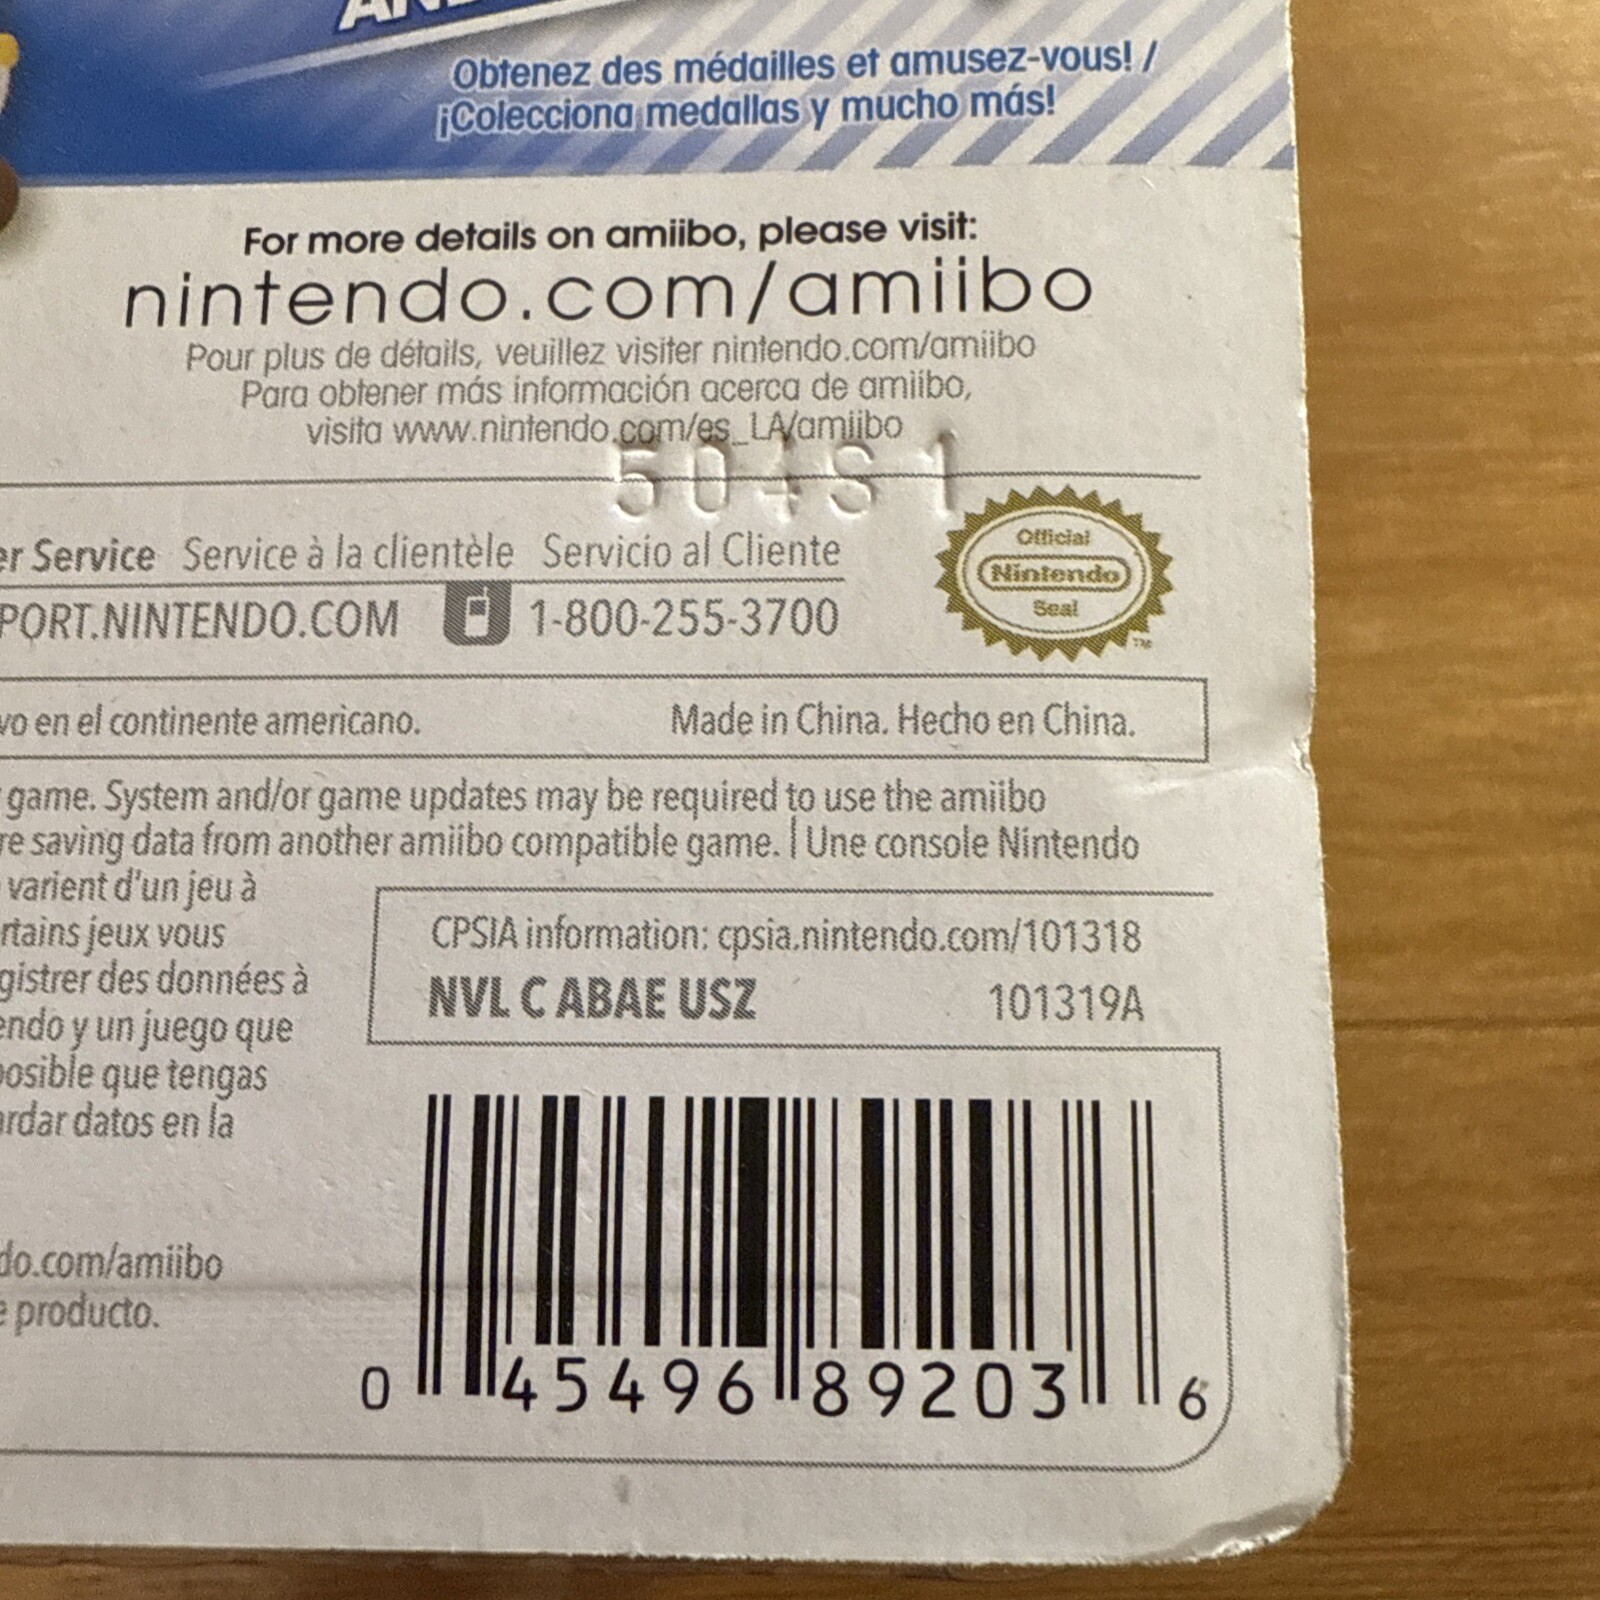 Obtenez des médailles et amusez-vous! /
¡Colecciona medallas y mucho más!
For more details on amiibo, please visit:
nintendo.com/amiibo
Pour plus de détails, veuillez visiter nintendo.com/amiibo
Para obtener más información acerca de amiibo,
visita www.nintendo.com/es_LA/amiibo
504S1
er Service Service à la clientèle Servicio al Cliente
PORT.NINTENDO.COM 1-800-255-3700
Official
Nintendo
Seal
TM
vo en el continente americano. Made in China. Hecho en China.
game. System and/or game updates may be required to use the amiibo
re saving data from another amiibo compatible game. | Une console Nintendo
varient d'un jeu à
rtains jeux vous
gistrer des données à
endo y un juego que
posible que tengas
ardar datos en la
CPSIA information: cpsia.nintendo.com/101318
NVL C ABAE USZ 101319A
do.com/amiibo
e producto.
0 45496 89203 6